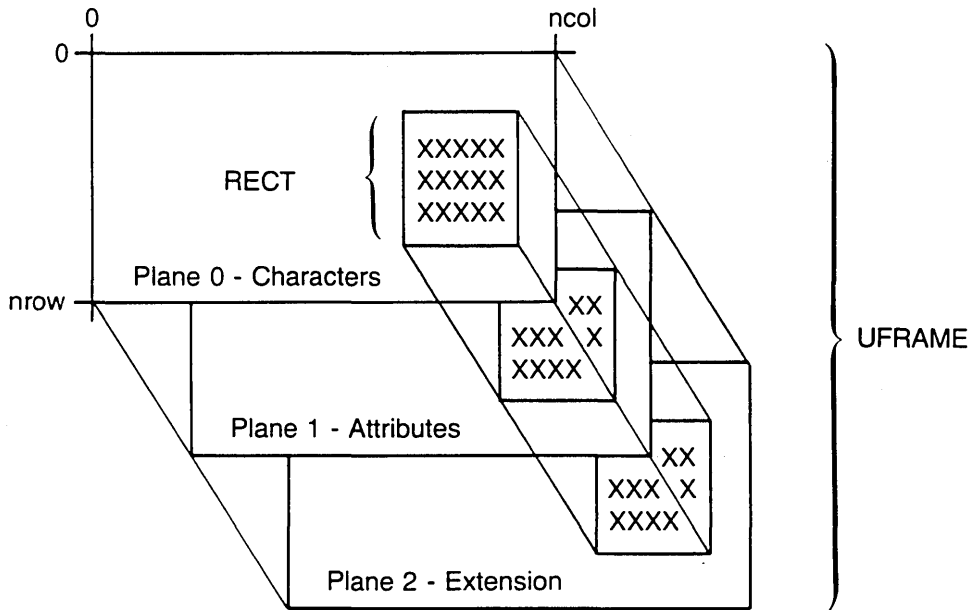 0 ncol
0
XXXXX
XXXXX
RECT
XXXXX
Plane 0 - Characters
nrow
XX
XXX X
XXXX
UFRAME
Plane 1 - Attributes
XX
XXX X
XXXX
Plane 2 - Extension